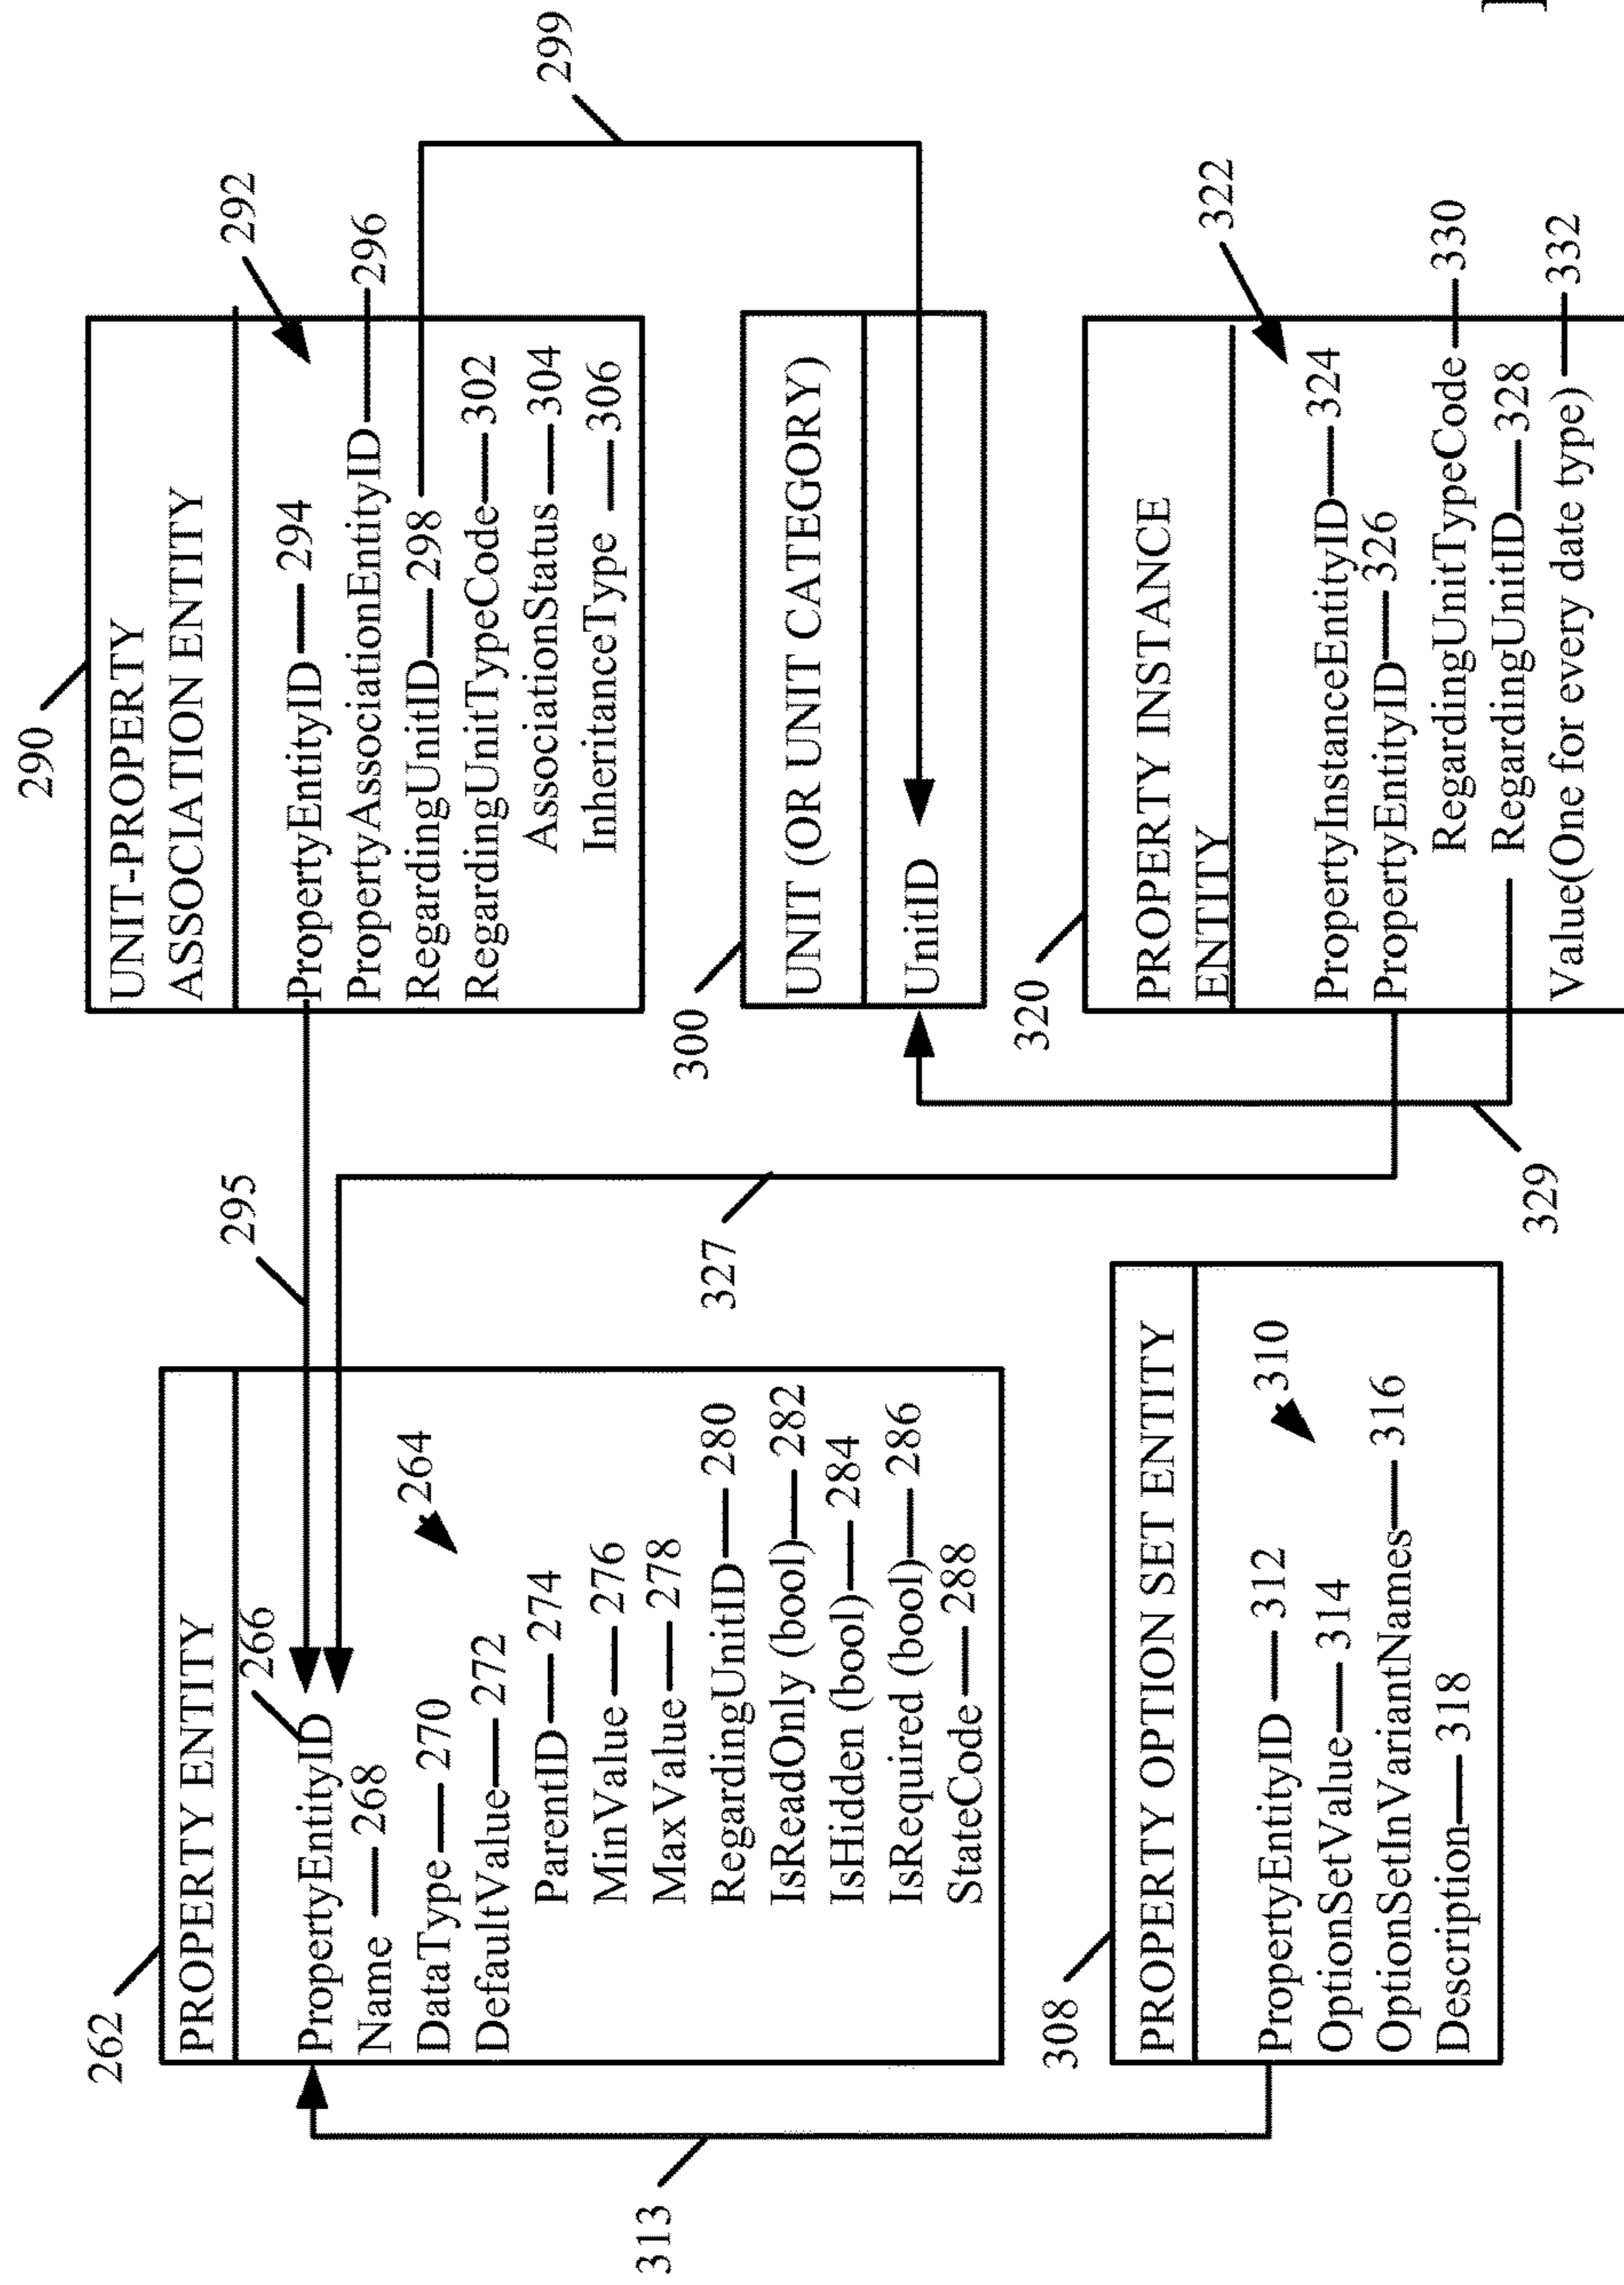 290
UNIT-PROPERTY
ASSOCIATION ENTITY
292
PropertyEntityID 294
PropertyAssociationEntityID 296
RegardingUnitID 298
RegardingUnitTypeCode 302
AssociationStatus 304
InheritanceType 306
299
295
262
PROPERTY ENTITY
266
PropertyEntityID
Name 268
264
DataType 270
DefaultValue 272
ParentID 274
MinValue 276
MaxValue 278
RegardingUnitID 280
IsReadOnly (bool) 282
IsHidden (bool) 284
IsRequired (bool) 286
StateCode 288
300
UNIT (OR UNIT CATEGORY)
UnitID
327
313
308
PROPERTY OPTION SET ENTITY
310
PropertyEntityID 312
OptionSetValue 314
OptionSetInVariantNames 316
Description 318
320
PROPERTY INSTANCE
ENTITY
322
PropertyInstanceEntityID 324
PropertyEntityID 326
RegardingUnitTypeCode 330
RegardingUnitID 328
Value(One for every date type) 332
329